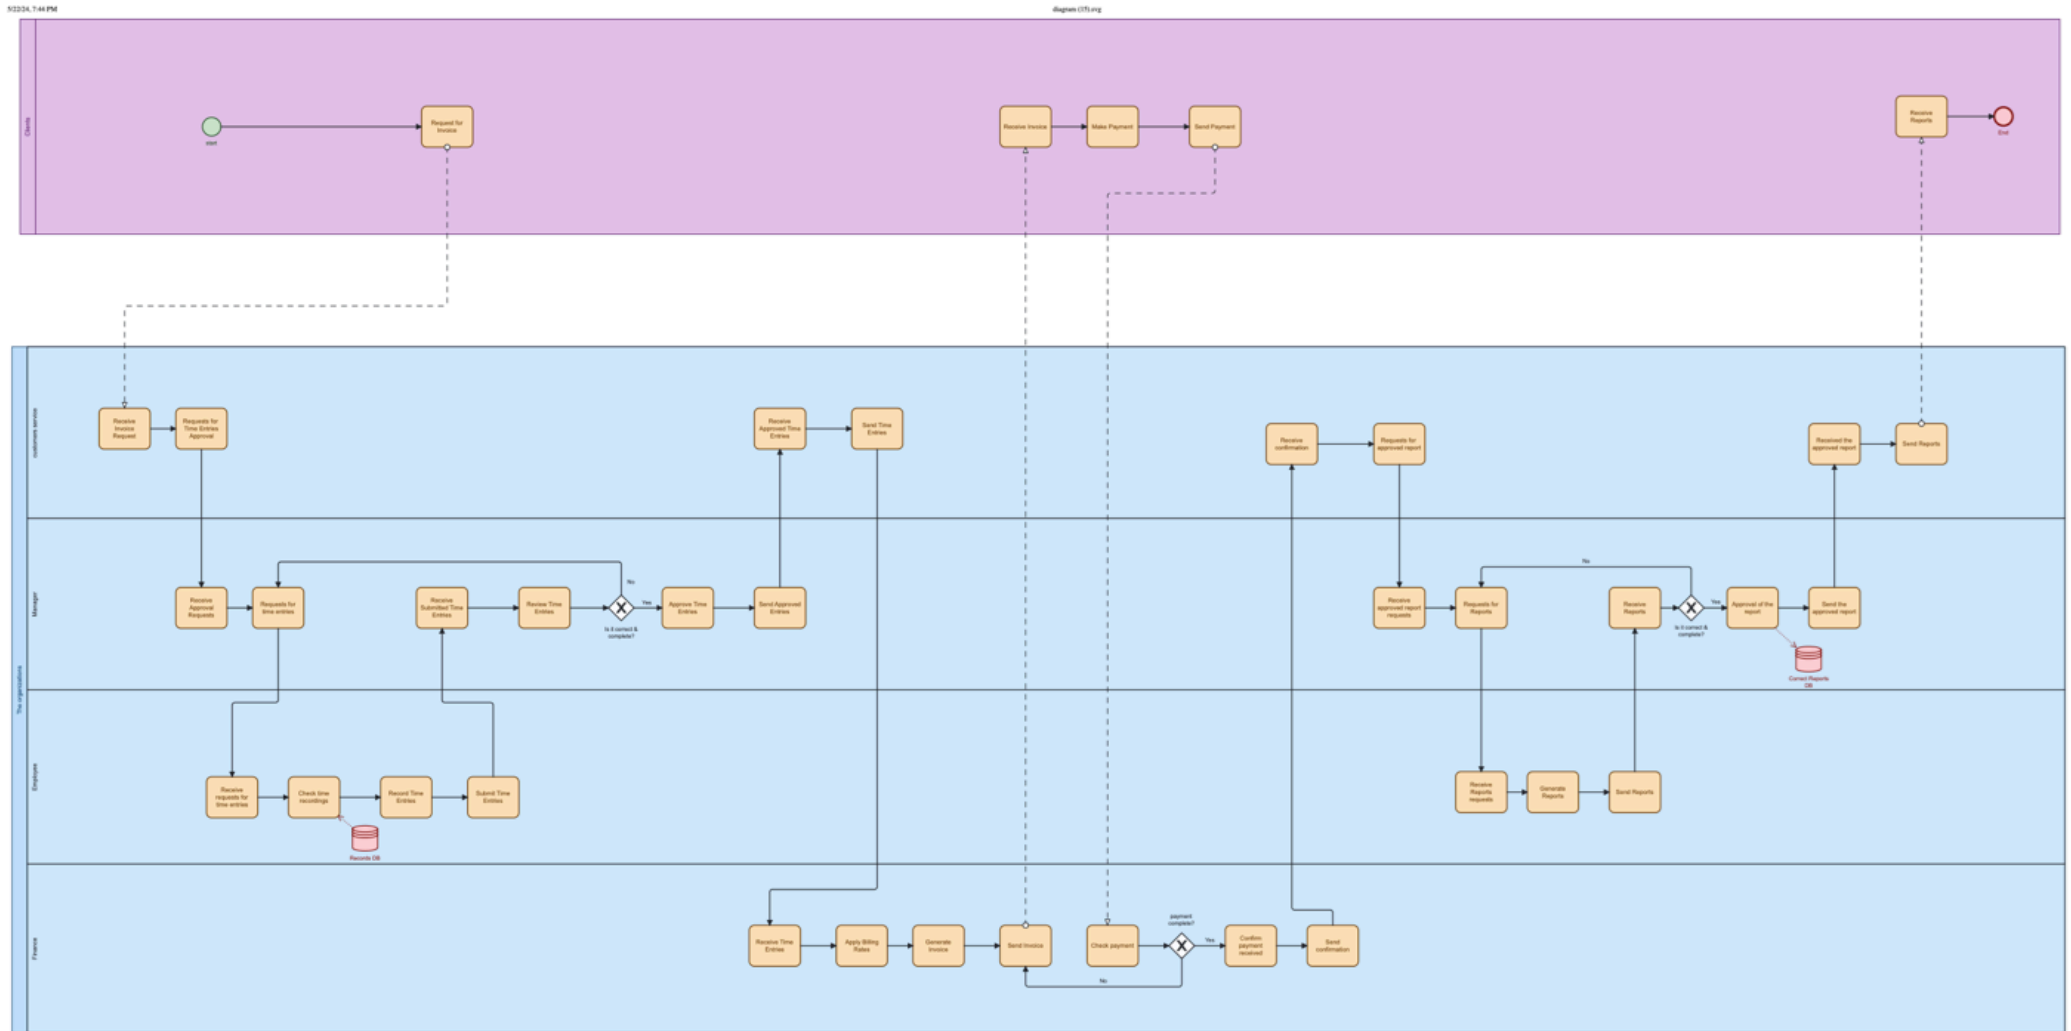 5/22/24, 7:44 PM
diagram (15).svg
Clients
start
Request for
Invoice
Receive Invoice
Make Payment
Send Payment
Receive
Reports
End
The organizations
customers service
Receive
Invoice
Request
Requests for
Time Entries
Approval
Receive
Approved Time
Entries
Send Time
Entries
Receive
confirmation
Requests for
approved report
Received the
approved report
Send Reports
Manager
Receive
Approval
Requests
Requests for
time entries
Receive
Submitted Time
Entries
Review Time
Entries
No
Yes
Is it correct &
complete?
Approve Time
Entries
Send Approved
Entries
Receive
approved report
requests
Requests for
Reports
No
Receive
Reports
Yes
Is it correct &
complete?
Approval of the
report
Send the
approved report
Correct Reports
DB
Employee
Receive
requests for
time entries
Check time
recordings
Record Time
Entries
Submit Time
Entries
Records DB
Receive
Reports
requests
Generate
Reports
Send Reports
Finance
Receive Time
Entries
Apply Billing
Rates
Generate
Invoice
Send Invoice
Check payment
payment
complete?
Yes
No
Confirm
payment
received
Send
confirmation